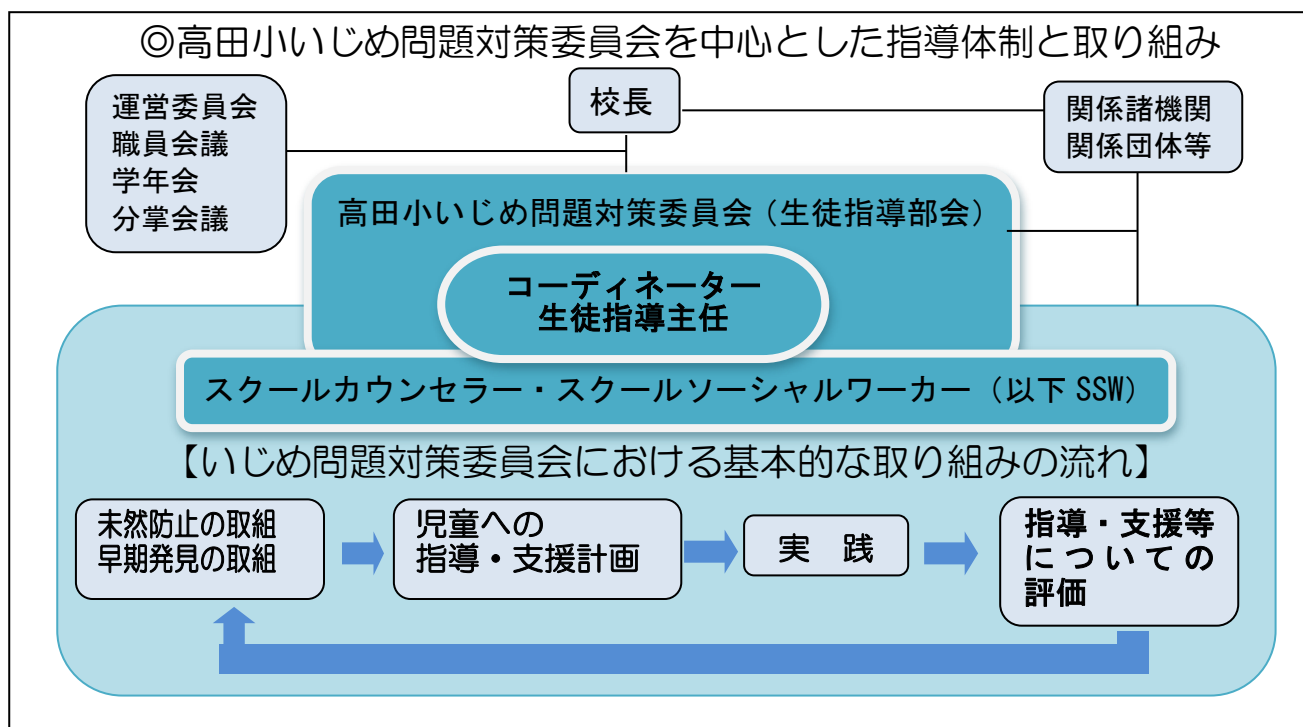 ◎高田小いじめ問題対策委員会を中心とした指導体制と取り組み
運営委員会
職員会議
学年会
分掌会議
校長
関係諸機関
関係団体等
高田小いじめ問題対策委員会（生徒指導部会）
コーディネーター
生徒指導主任
スクールカウンセラー・スクールソーシャルワーカー（以下 SSW）
【いじめ問題対策委員会における基本的な取り組みの流れ】
未然防止の取組
早期発見の取組
児童への
指導・支援計画
実　践
指導・支援等
についての
評価